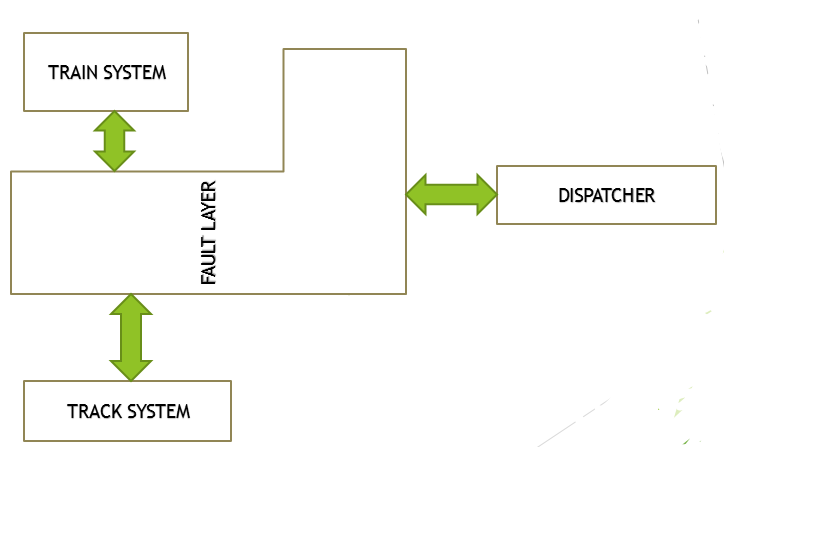 TRAIN SYSTEM
FAULT LAYER
DISPATCHER
TRACK SYSTEM